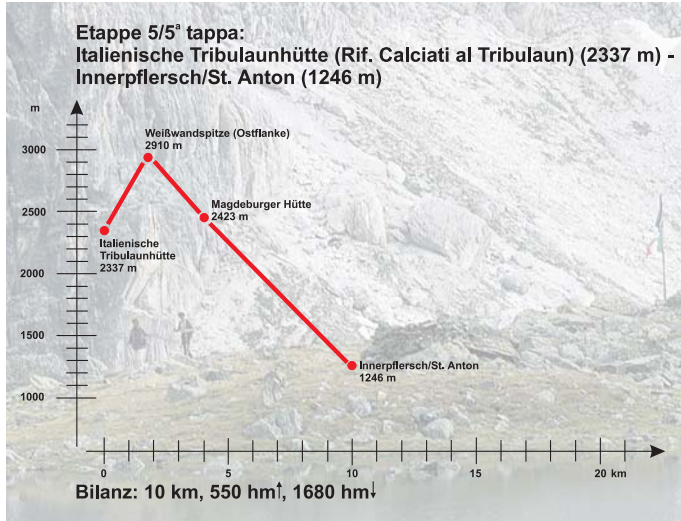 Etappe 5/5ª tappa:
Italienische Tribulaunhütte (Rif. Calciati al Tribulaun) (2337 m) -
Innerpflersch/St. Anton (1246 m)
m
Weißwandspitze (Ostflanke)
2910 m
3000
Magdeburger Hütte
2423 m
2500
Italienische
Tribulaunhütte
2337 m
2000
1500
Innerpflersch/St. Anton
1246 m
1000
0 5 10 15 20 km
Bilanz: 10 km, 550 hm↑, 1680 hm↓